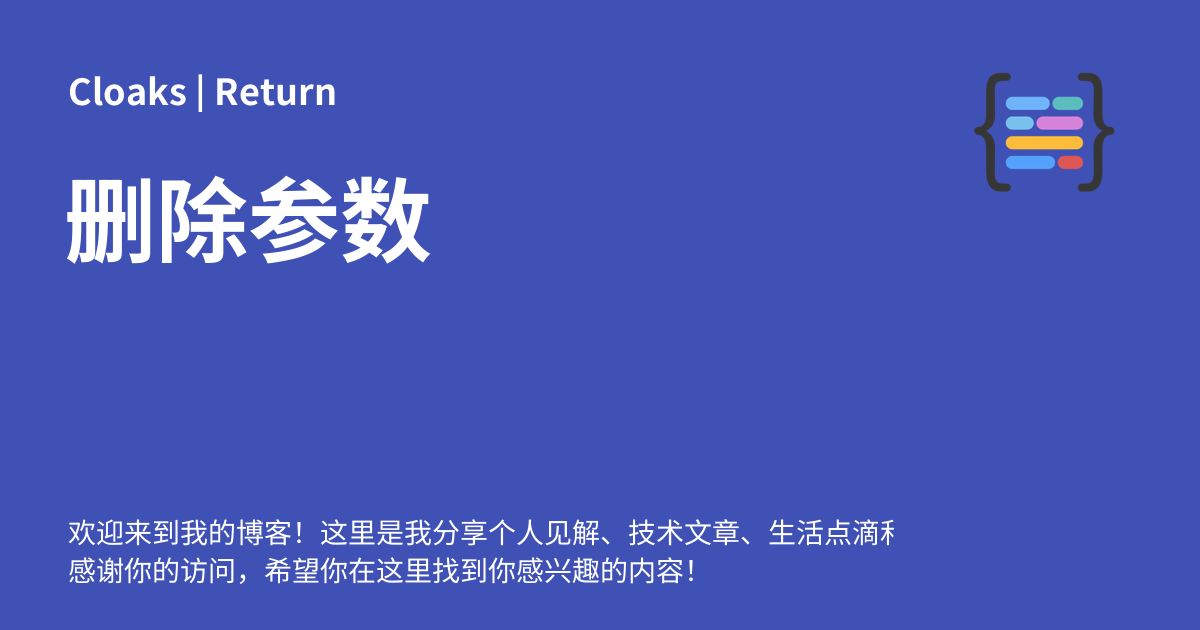 Cloaks | Return
删除参数
欢迎来到我的博客！这里是我分享个人见解、技术文章、生活点滴
感谢你的访问，希望你在这里找到你感兴趣的内容！